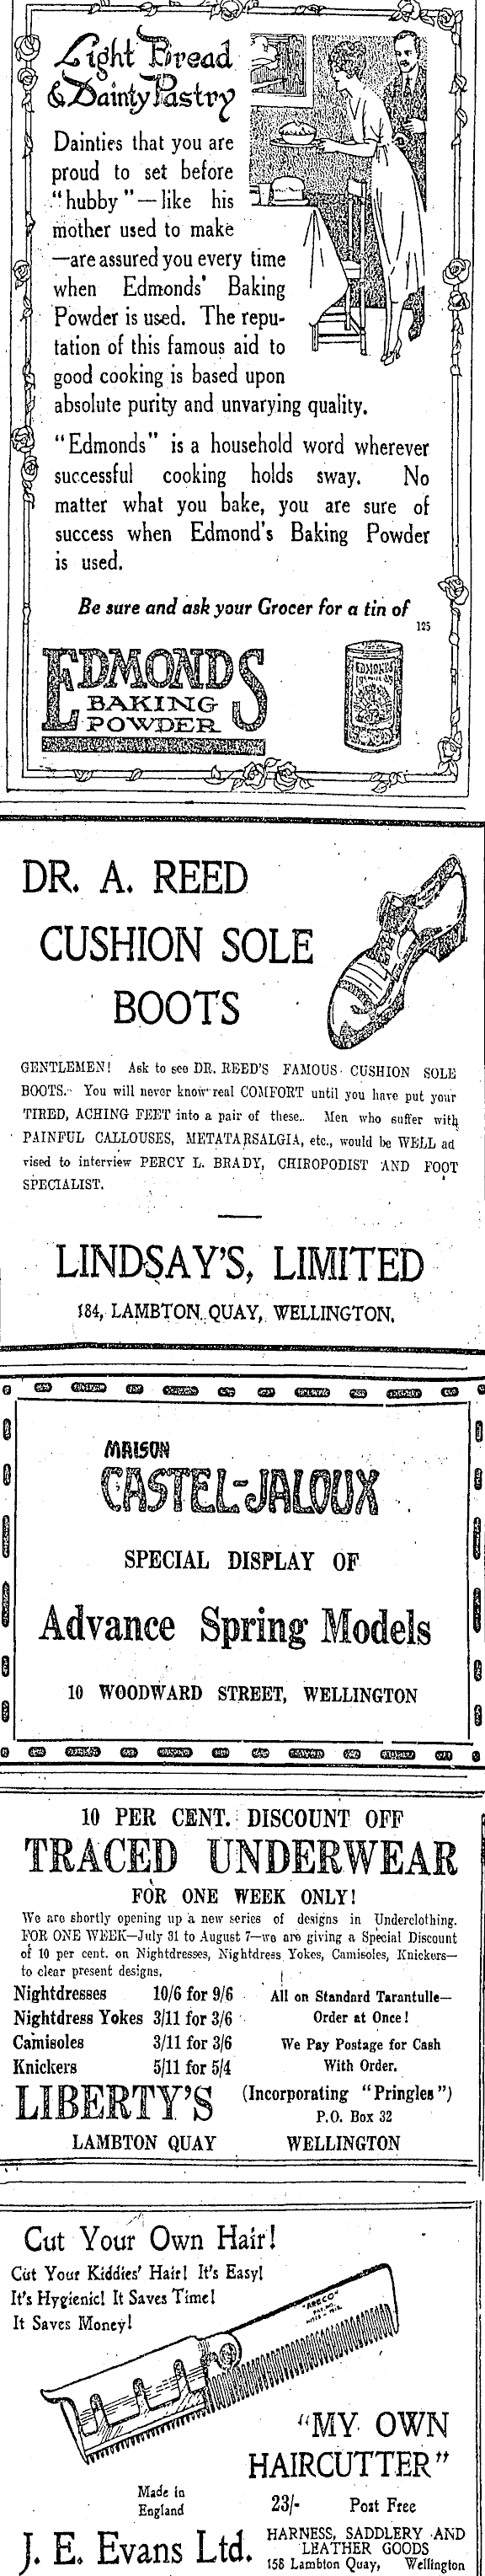 Light Bread
& Dainty Pastry
Dainties that you are
proud to set before
"hubby"—like his
mother used to make
—are assured you every time
when Edmonds' Baking
Powder is used. The repu-
tation of this famous aid to
good cooking is based upon
absolute purity and unvarying quality.
"Edmonds" is a household word wherever
successful cooking holds sway. No
matter what you bake, you are sure of
success when Edmond's Baking Powder
is used.
Be sure and ask your Grocer for a tin of
125
EDMONDS
BAKING
POWDER
EDMONDS
DR. A. REED
CUSHION SOLE
BOOTS
GENTLEMEN! Ask to see DR. REED'S FAMOUS CUSHION SOLE
BOOTS. You will never know real COMFORT until you have put your
TIRED, ACHING FEET into a pair of these. Men who suffer with
PAINFUL CALLOUSES, METATARSALGIA, etc., would be WELL ad
vised to interview PERCY L. BRADY, CHIROPODIST AND FOOT
SPECIALIST.
LINDSAY'S, LIMITED
184, LAMBTON QUAY, WELLINGTON.
MAISON
CASTEL-JALOUX
SPECIAL DISPLAY OF
Advance Spring Models
10 WOODWARD STREET, WELLINGTON
10 PER CENT. DISCOUNT OFF
TRACED UNDERWEAR
FOR ONE WEEK ONLY!
We are shortly opening up a new series of designs in Underclothing.
FOR ONE WEEK—July 31 to August 7—we are giving a Special Discount
of 10 per cent. on Nightdresses, Nightdress Yokes, Camisoles, Knickers—
to clear present designs.
Nightdresses 10/6 for 9/6
Nightdress Yokes 3/11 for 3/6
Camisoles 3/11 for 3/6
Knickers 5/11 for 5/4
All on Standard Tarantulle—
Order at Once!
We Pay Postage for Cash
With Order.
LIBERTY'S (Incorporating "Pringles")
P.O. Box 32
LAMBTON QUAY WELLINGTON
Cut Your Own Hair!
Cut Your Kiddies' Hair! It's Easy!
It's Hygienic! It Saves Time!
It Saves Money!
"ARECO"
"MY OWN
HAIRCUTTER"
Made in
England
23/- Post Free
J. E. Evans Ltd.
HARNESS, SADDLERY AND
LEATHER GOODS
158 Lambton Quay, Wellington